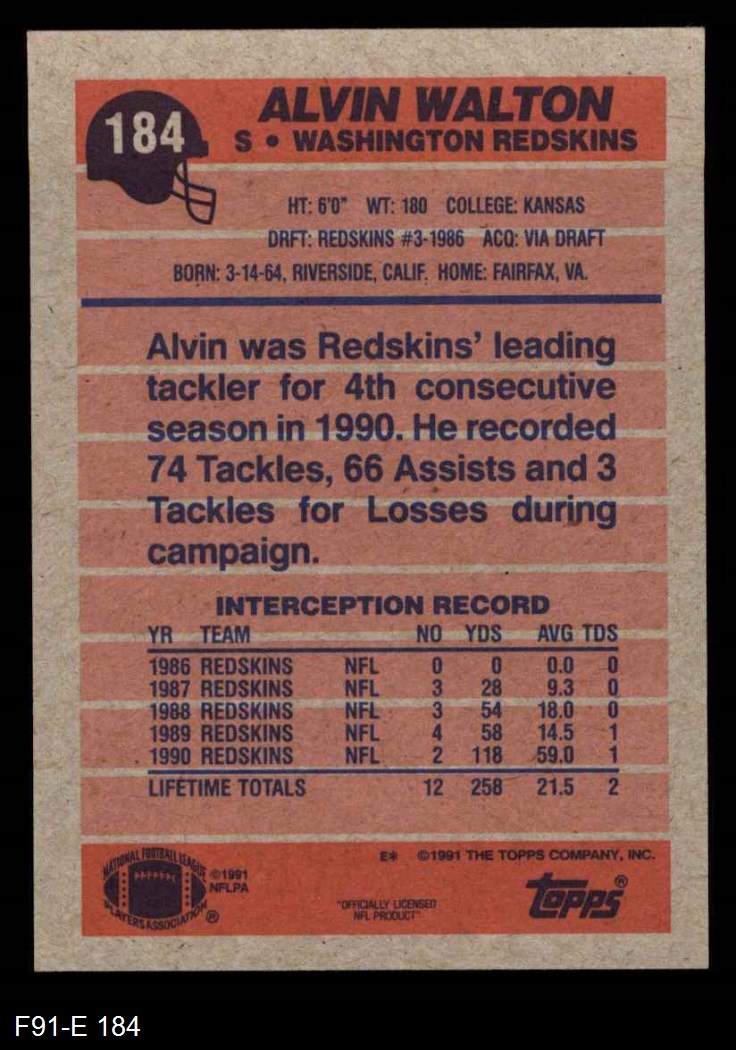 184
ALVIN WALTON
S • WASHINGTON REDSKINS
HT: 6'0" WT: 180 COLLEGE: KANSAS
DRFT: REDSKINS #3-1986 ACQ: VIA DRAFT
BORN: 3-14-64, RIVERSIDE, CALIF. HOME: FAIRFAX, VA.
Alvin was Redskins' leading
tackler for 4th consecutive
season in 1990. He recorded
74 Tackles, 66 Assists and 3
Tackles for Losses during
campaign.
INTERCEPTION RECORD
YR TEAM NO YDS AVG TDS
1986 REDSKINS NFL 0 0 0.0 0
1987 REDSKINS NFL 3 28 9.3 0
1988 REDSKINS NFL 3 54 18.0 0
1989 REDSKINS NFL 4 58 14.5 1
1990 REDSKINS NFL 2 118 59.0 1
LIFETIME TOTALS 12 258 21.5 2
E* ©1991 THE TOPPS COMPANY, INC.
NATIONAL FOOTBALL LEAGUE
PLAYERS ASSOCIATION ®
©1991
NFLPA
"OFFICIALLY LICENSED
NFL PRODUCT"
topps®
F91-E 184